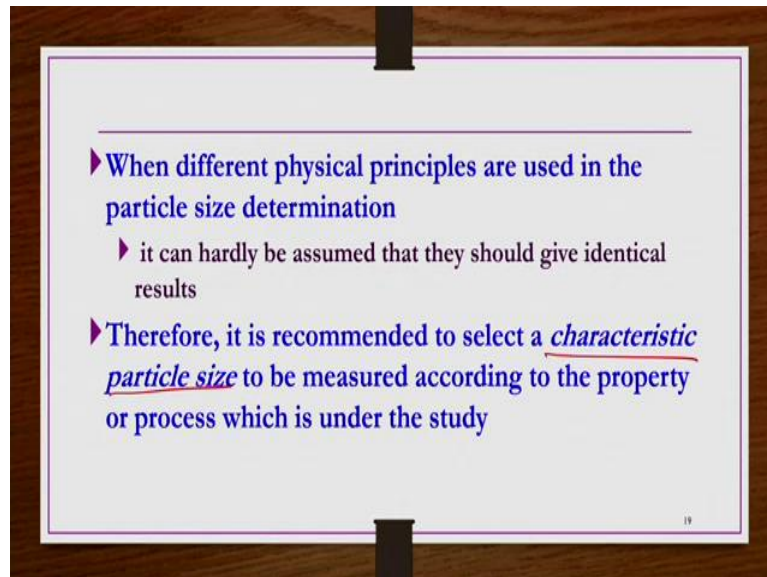 When different physical principles are used in the
particle size determination
it can hardly be assumed that they should give identical
results
Therefore, it is recommended to select a characteristic
particle size to be measured according to the property
or process which is under the study
19